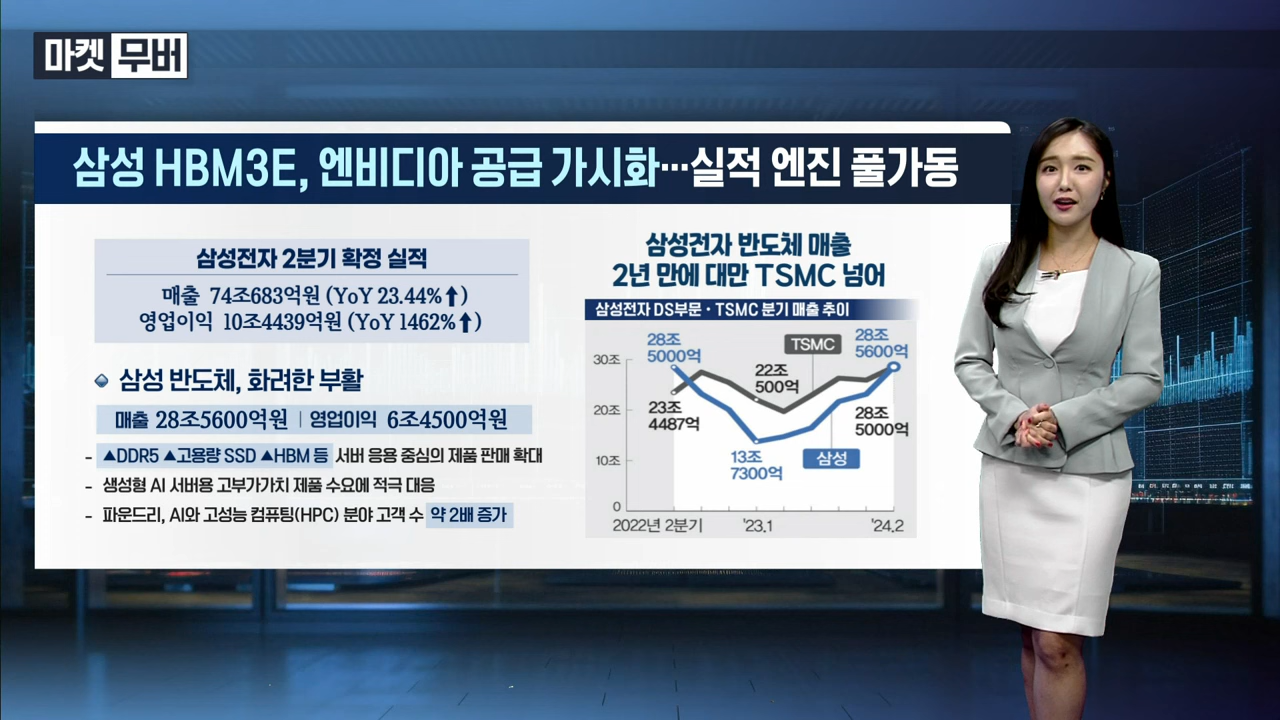 마켓 무버
삼성 HBM3E, 엔비디아 공급 가시화…실적 엔진 풀가동
삼성전자 2분기 확정 실적
매출 74조683억원 (YoY 23.44%⬆)
영업이익 10조4439억원 (YoY 1462%⬆)
삼성 반도체, 화려한 부활
매출 28조5600억원 | 영업이익 6조4500억원
- ▲DDR5 ▲고용량 SSD ▲HBM 등 서버 응용 중심의 제품 판매 확대
- 생성형 AI 서버용 고부가가치 제품 수요에 적극 대응
- 파운드리, AI와 고성능 컴퓨팅(HPC) 분야 고객 수 약 2배 증가
삼성전자 반도체 매출
2년 만에 대만 TSMC 넘어
삼성전자 DS부문·TSMC 분기 매출 추이
28조
5000억
TSMC
28조
5600억
30조
22조
500억
20조
23조
4487억
28조
5000억
13조
7300억
삼성
10조
0
2022년 2분기
'23.1
'24.2